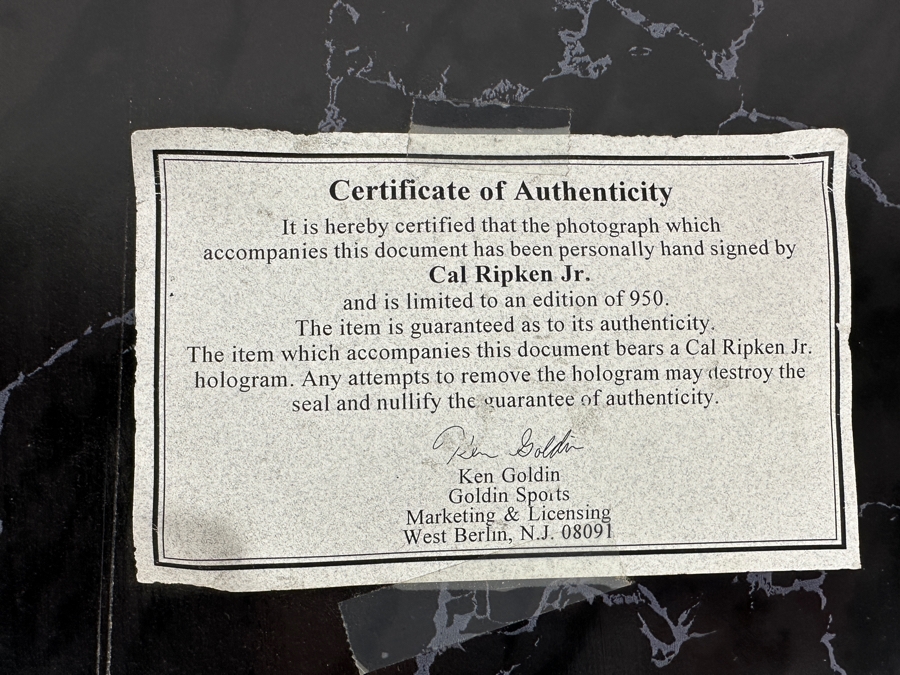 Certificate of Authenticity
It is hereby certified that the photograph which
accompanies this document has been personally hand signed by
Cal Ripken Jr.
and is limited to an edition of 950.
The item is guaranteed as to its authenticity.
The item which accompanies this document bears a Cal Ripken Jr.
hologram. Any attempts to remove the hologram may destroy the
seal and nullify the guarantee of authenticity.
Ken Goldin
Ken Goldin
Goldin Sports
Marketing & Licensing
West Berlin, N.J. 08091